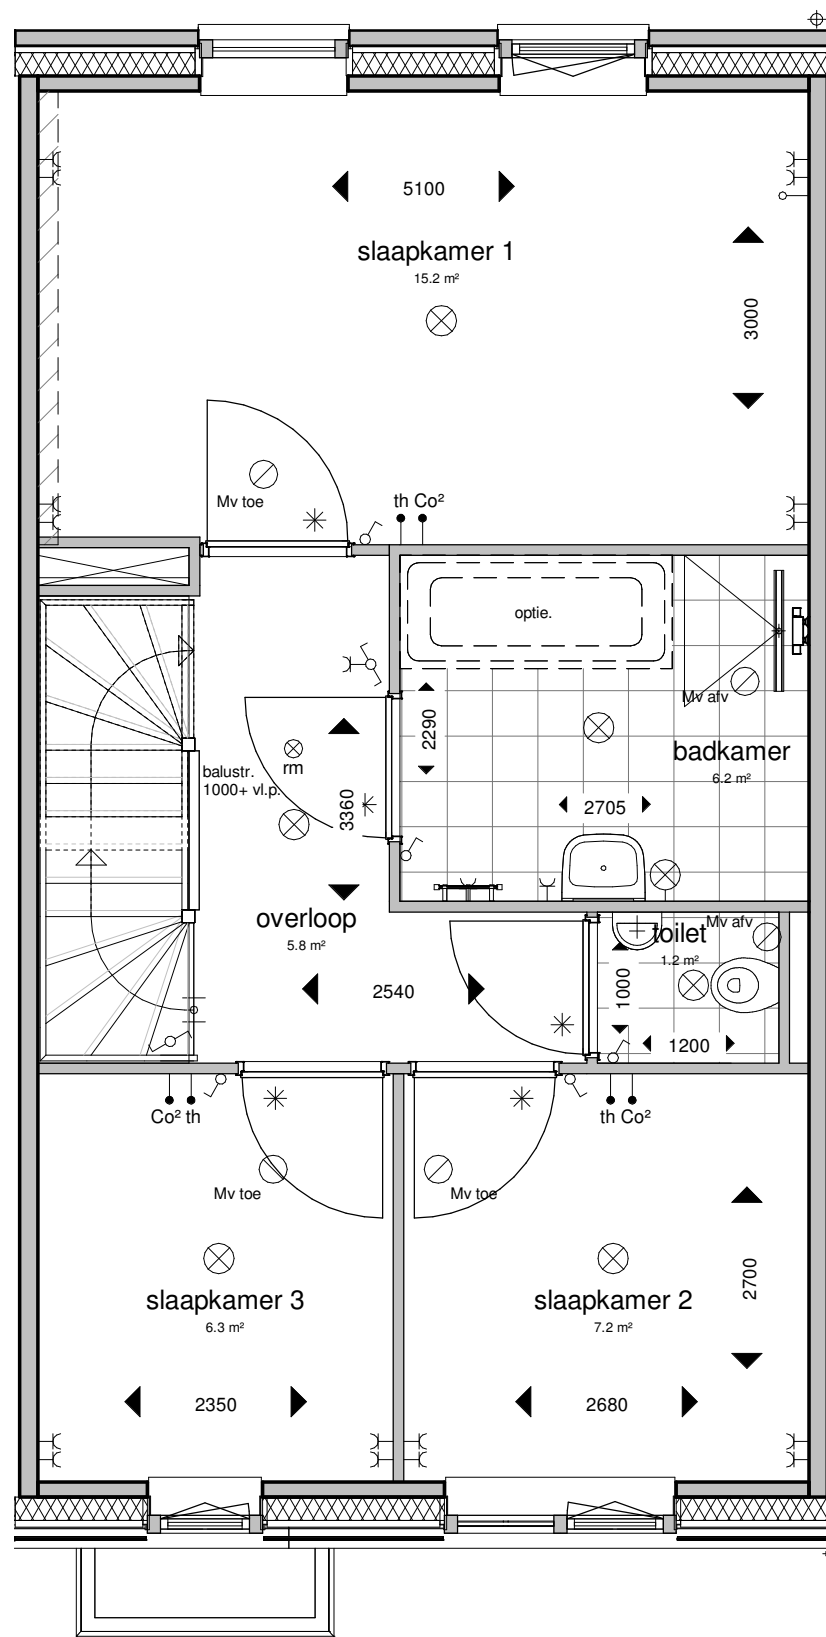 5100
slaapkamer 1
15.2 m²
3000
Mv toe
th Co²
optie.
Mv afv
2290
badkamer
6.2 m²
rm
balustr.
1000+ vl.p.
3360
2705
overloop
5.8 m²
Mv afv
toilet
1.2 m²
2540
1000
1200
Co² th
th Co²
Mv toe
Mv toe
2700
slaapkamer 3
6.3 m²
slaapkamer 2
7.2 m²
2350
2680